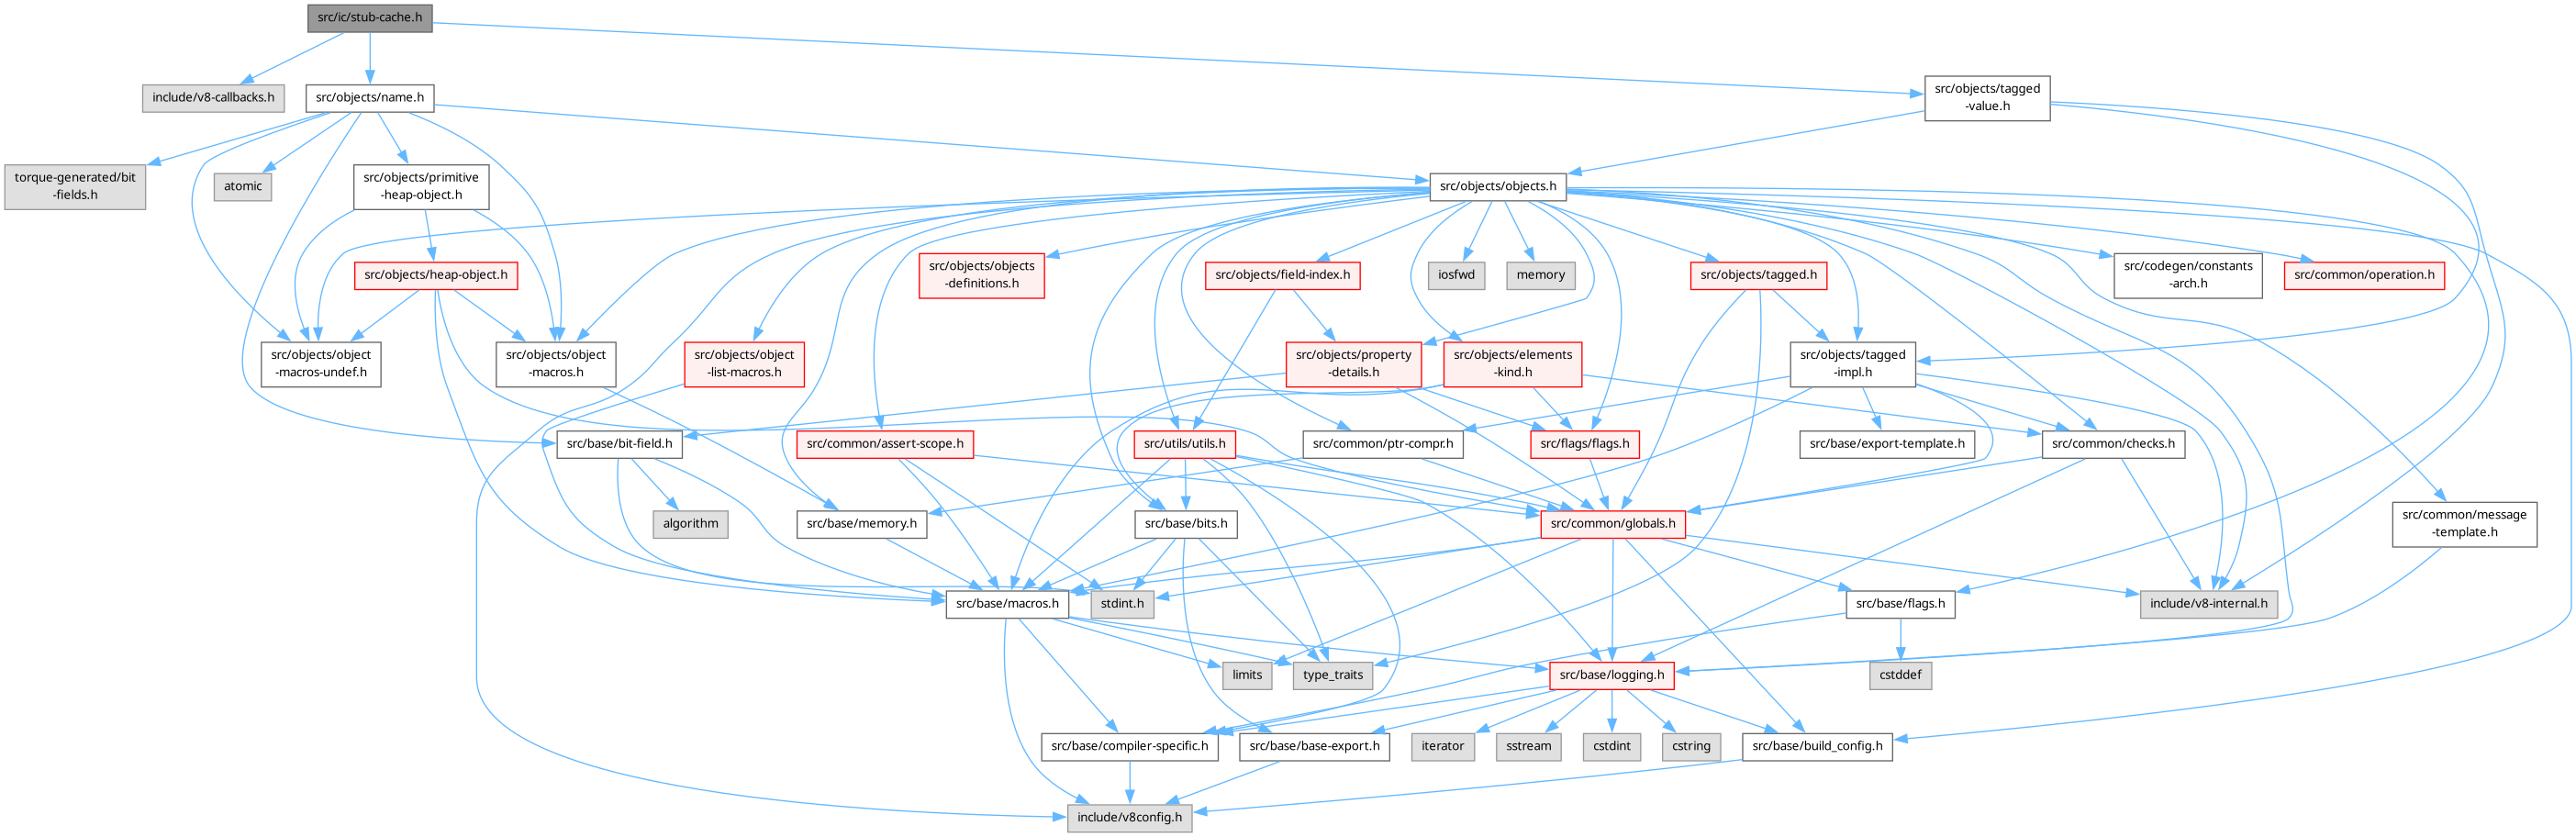 src/ic/stub-cache.h
include/v8-callbacks.h
src/objects/name.h
src/objects/tagged
-value.h
torque-generated/bit
-fields.h
atomic
src/objects/primitive
-heap-object.h
src/objects/objects.h
src/objects/heap-object.h
src/objects/objects
-definitions.h
src/objects/field-index.h
iosfwd
memory
src/objects/tagged.h
src/codegen/constants
-arch.h
src/common/operation.h
src/objects/object
-macros-undef.h
src/objects/object
-macros.h
src/objects/object
-list-macros.h
src/objects/property
-details.h
src/objects/elements
-kind.h
src/objects/tagged
-impl.h
src/base/bit-field.h
src/common/assert-scope.h
src/utils/utils.h
src/common/ptr-compr.h
src/flags/flags.h
src/base/export-template.h
src/common/checks.h
algorithm
src/base/memory.h
src/base/bits.h
src/common/globals.h
src/common/message
-template.h
src/base/macros.h
stdint.h
src/base/flags.h
include/v8-internal.h
limits
type_traits
src/base/logging.h
cstddef
src/base/compiler-specific.h
src/base/base-export.h
iterator
sstream
cstdint
cstring
src/base/build_config.h
include/v8config.h